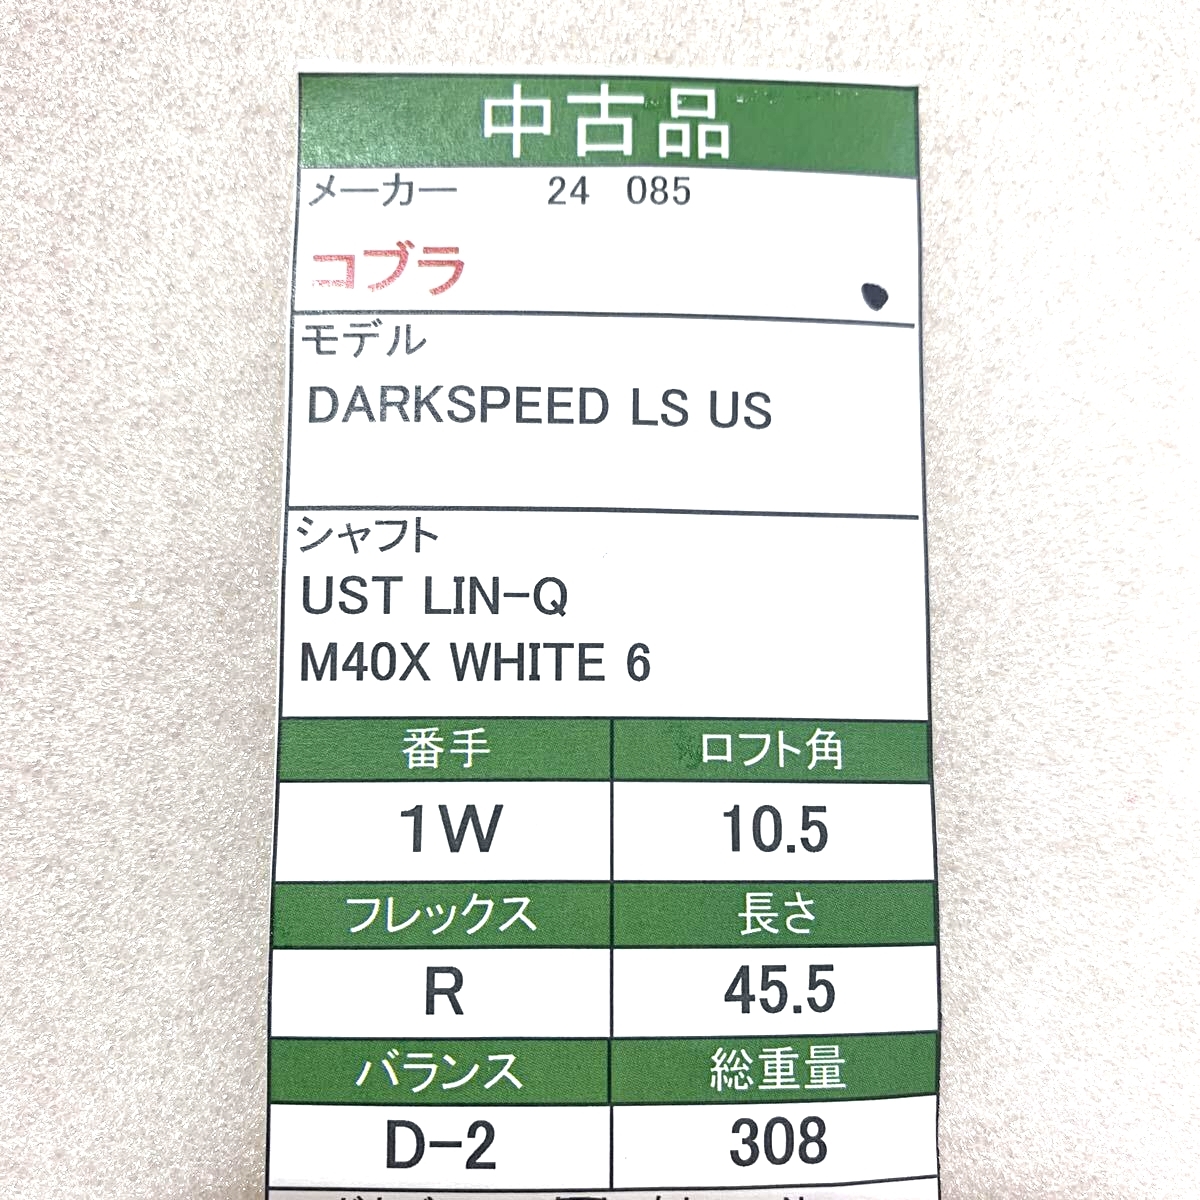 中古品
メーカー 24 085
コブラ
モデル
DARKSPEED LS US
シャフト
UST LIN-Q
M40X WHITE 6
番手 ロフト角
1W 10.5
フレックス 長さ
R 45.5
バランス 総重量
D-2 308